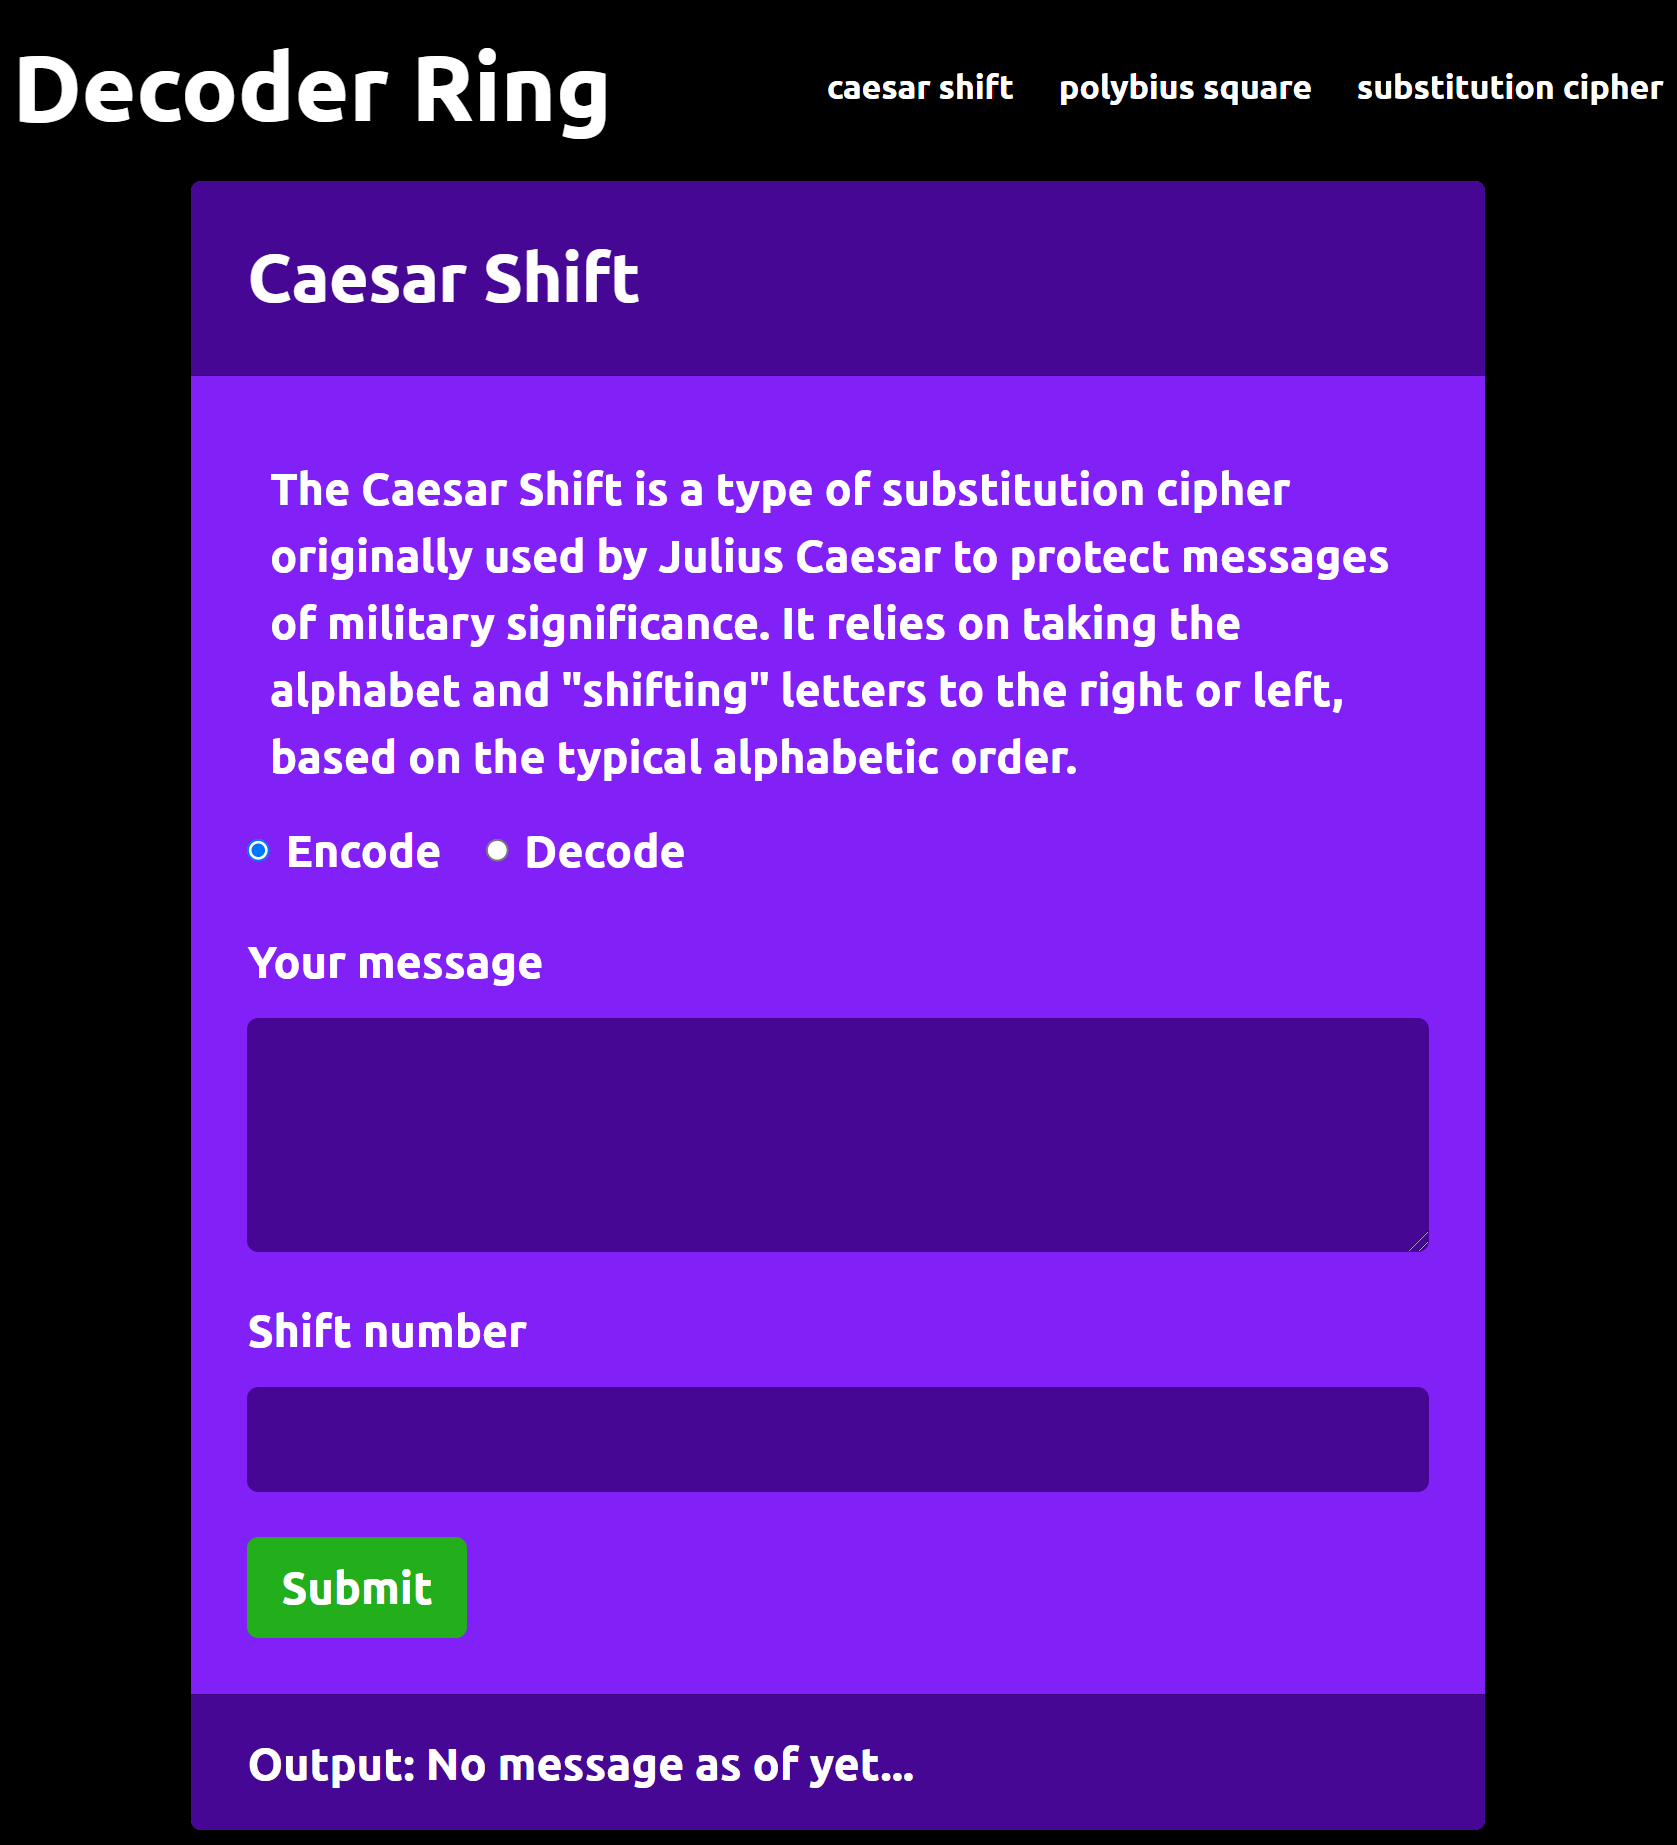 Decoder Ring
caesar shift polybius square substitution cipher
Caesar Shift
The Caesar Shift is a type of substitution cipher
originally used by Julius Caesar to protect messages
of military significance. It relies on taking the
alphabet and "shifting" letters to the right or left,
based on the typical alphabetic order.
Encode Decode
Your message
Shift number
Submit
Output: No message as of yet...